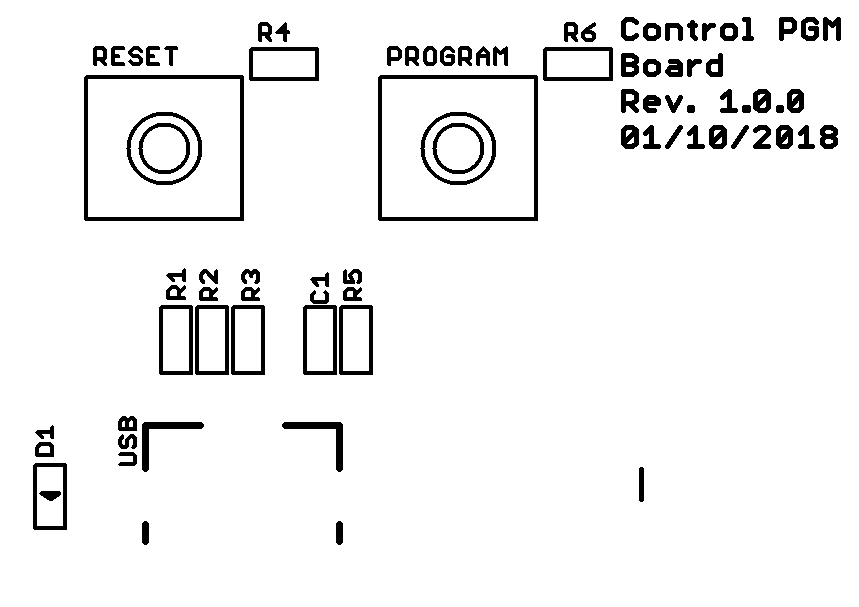 R4
R6
Control PGM
Board
Rev. 1.0.0
01/10/2018
RESET
PROGRAM
R1
R2
R3
C1
R5
D1
USB